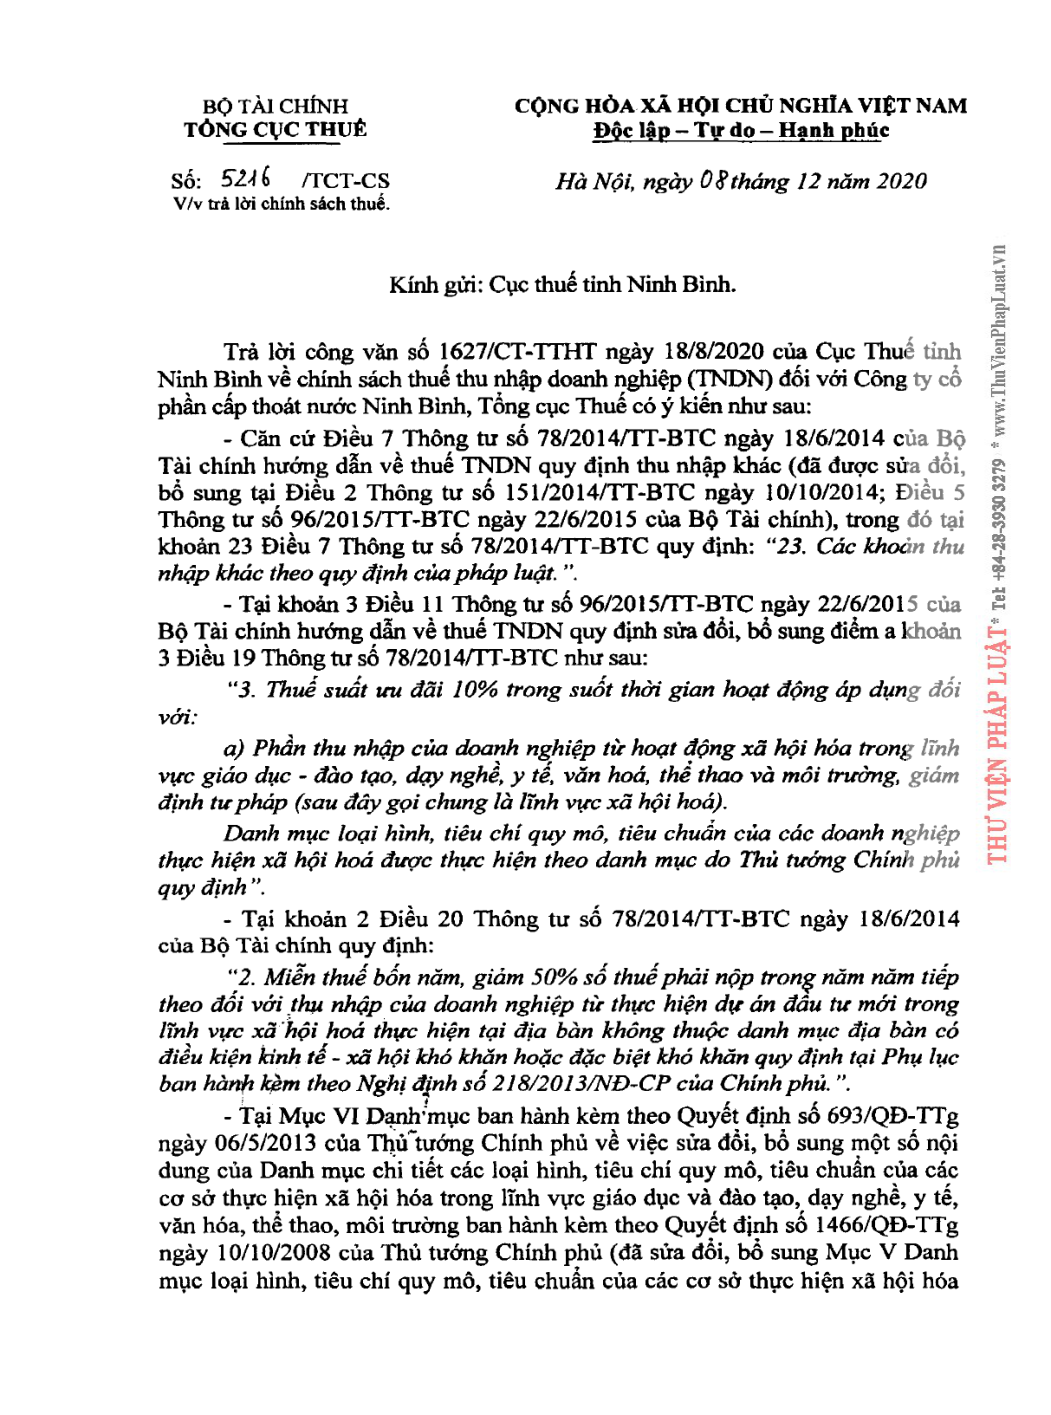 BỘ TÀI CHÍNH
TỔNG CỤC THUẾ
Số: 5216 /TCT-CS
V/v trả lời chính sách thuế.
CỘNG HÒA XÃ HỘI CHỦ NGHĨA VIỆT NAM
Độc lập – Tự do – Hạnh phúc
Hà Nội, ngày 08 tháng 12 năm 2020
Kính gửi: Cục thuế tỉnh Ninh Bình.
Trả lời công văn số 1627/CT-TTHT ngày 18/8/2020 của Cục Thuế tỉnh
Ninh Bình về chính sách thuế thu nhập doanh nghiệp (TNDN) đối với Công ty cổ
phần cấp thoát nước Ninh Bình, Tổng cục Thuế có ý kiến như sau:
- Căn cứ Điều 7 Thông tư số 78/2014/TT-BTC ngày 18/6/2014 của Bộ
Tài chính hướng dẫn về thuế TNDN quy định thu nhập khác (đã được sửa đổi,
bổ sung tại Điều 2 Thông tư số 151/2014/TT-BTC ngày 10/10/2014; Điều 5
Thông tư số 96/2015/TT-BTC ngày 22/6/2015 của Bộ Tài chính), trong đó tại
khoản 23 Điều 7 Thông tư số 78/2014/TT-BTC quy định: “23. Các khoản thu
nhập khác theo quy định của pháp luật. ”.
- Tại khoản 3 Điều 11 Thông tư số 96/2015/TT-BTC ngày 22/6/2015 của
Bộ Tài chính hướng dẫn về thuế TNDN quy định sửa đổi, bổ sung điểm a khoản
3 Điều 19 Thông tư số 78/2014/TT-BTC như sau:
“3. Thuế suất ưu đãi 10% trong suốt thời gian hoạt động áp dụng đối
với:
a) Phần thu nhập của doanh nghiệp từ hoạt động xã hội hóa trong lĩnh
vực giáo dục - đào tạo, dạy nghề, y tế, văn hoá, thể thao và môi trường, giám
định tư pháp (sau đây gọi chung là lĩnh vực xã hội hoá).
Danh mục loại hình, tiêu chí quy mô, tiêu chuẩn của các doanh nghiệp
thực hiện xã hội hoá được thực hiện theo danh mục do Thủ tướng Chính phủ
quy định”.
- Tại khoản 2 Điều 20 Thông tư số 78/2014/TT-BTC ngày 18/6/2014
của Bộ Tài chính quy định:
“2. Miễn thuế bốn năm, giảm 50% số thuế phải nộp trong năm năm tiếp
theo đối với thu nhập của doanh nghiệp từ thực hiện dự án đầu tư mới trong
lĩnh vực xã hội hoá thực hiện tại địa bàn không thuộc danh mục địa bàn có
điều kiện kinh tế - xã hội khó khăn hoặc đặc biệt khó khăn quy định tại Phụ lục
ban hành kèm theo Nghị định số 218/2013/NĐ-CP của Chính phủ. ”.
- Tại Mục VI Danh mục ban hành kèm theo Quyết định số 693/QĐ-TTg
ngày 06/5/2013 của Thủ tướng Chính phủ về việc sửa đổi, bổ sung một số nội
dung của Danh mục chi tiết các loại hình, tiêu chí quy mô, tiêu chuẩn của các
cơ sở thực hiện xã hội hóa trong lĩnh vực giáo dục và đào tạo, dạy nghề, y tế,
văn hóa, thể thao, môi trường ban hành kèm theo Quyết định số 1466/QĐ-TTg
ngày 10/10/2008 của Thủ tướng Chính phủ (đã sửa đổi, bổ sung Mục V Danh
mục loại hình, tiêu chí quy mô, tiêu chuẩn của các cơ sở thực hiện xã hội hóa
THƯ VIỆN PHÁP LUẬT * Tel: +84-28-3930 3279 * www.ThuVienPhapLuat.vn